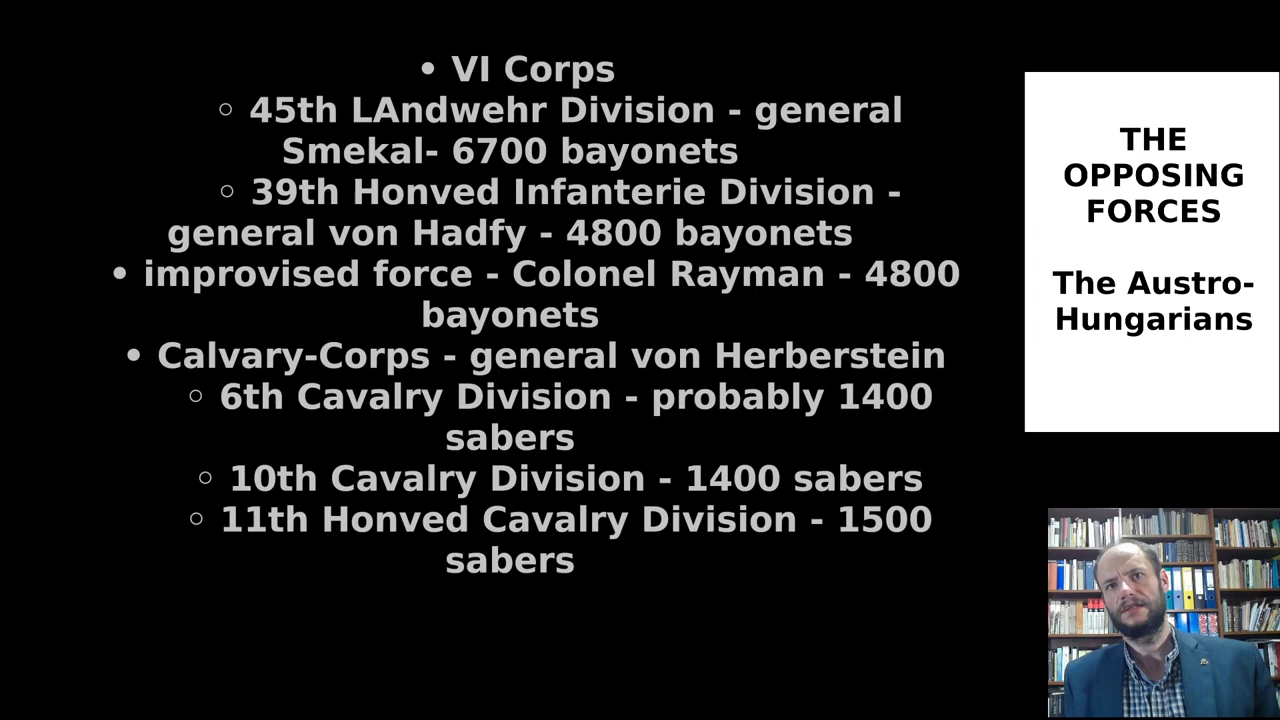 • VI Corps
◦ 45th LAndwehr Division - general
Smekal- 6700 bayonets
◦ 39th Honved Infanterie Division -
general von Hadfy - 4800 bayonets
• improvised force - Colonel Rayman - 4800
bayonets
• Calvary-Corps - general von Herberstein
◦ 6th Cavalry Division - probably 1400
sabers
◦ 10th Cavalry Division - 1400 sabers
◦ 11th Honved Cavalry Division - 1500
sabers
THE
OPPOSING
FORCES
The Austro-
Hungarians